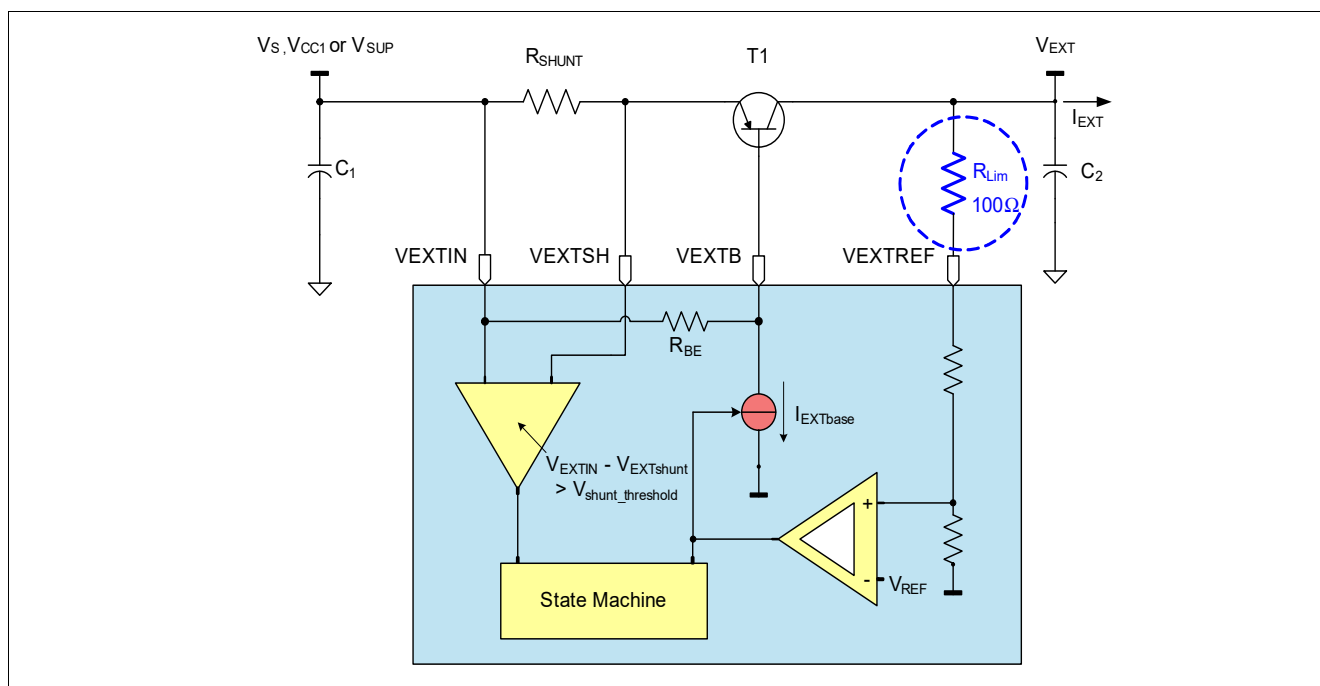 VS ,VCC1 or VSUP
RSHUNT
T1
VEXT
IEXT
C1
RLim
100Ω
C2
VEXTIN
VEXTSH
VEXTB
VEXTREF
RBE
IEXTbase
VEXTIN - VEXTshunt
> Vshunt_threshold
+
-
VREF
State Machine